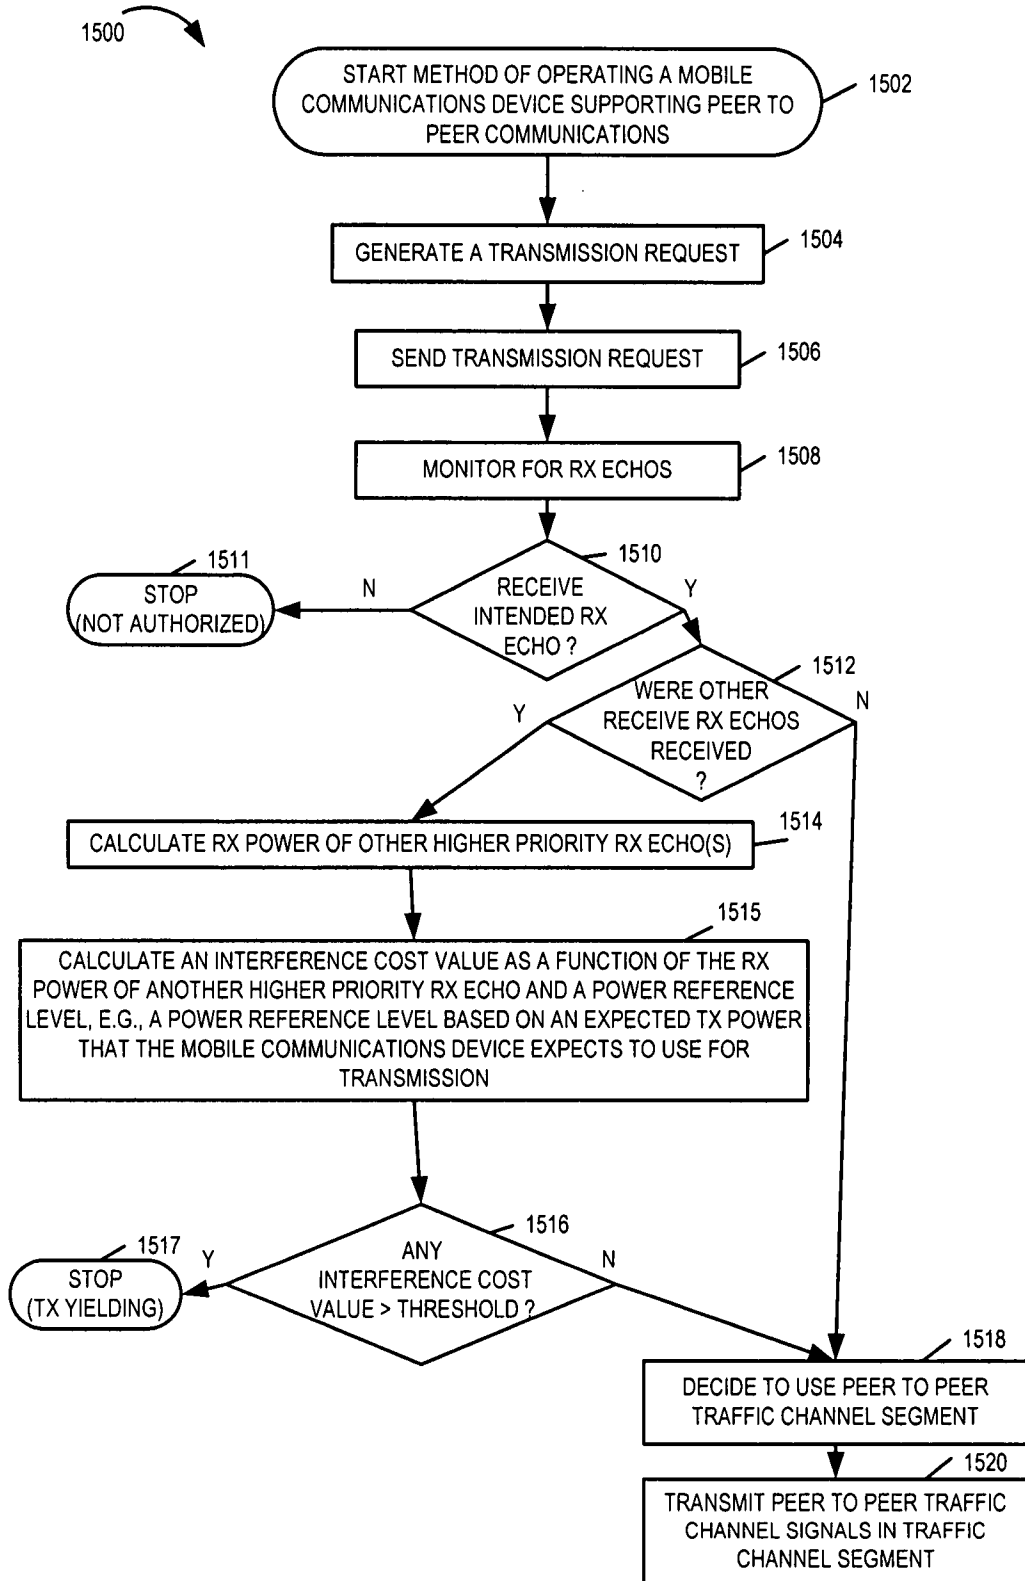 1500
START METHOD OF OPERATING A MOBILE
COMMUNICATIONS DEVICE SUPPORTING PEER TO
PEER COMMUNICATIONS
1502
GENERATE A TRANSMISSION REQUEST
1504
SEND TRANSMISSION REQUEST
1506
MONITOR FOR RX ECHOS
1508
1510
RECEIVE
INTENDED RX
ECHO ?
N
Y
1511
STOP
(NOT AUTHORIZED)
1512
WERE OTHER
RECEIVE RX ECHOS
RECEIVED
?
Y
N
CALCULATE RX POWER OF OTHER HIGHER PRIORITY RX ECHO(S)
1514
1515
CALCULATE AN INTERFERENCE COST VALUE AS A FUNCTION OF THE RX
POWER OF ANOTHER HIGHER PRIORITY RX ECHO AND A POWER REFERENCE
LEVEL, E.G., A POWER REFERENCE LEVEL BASED ON AN EXPECTED TX POWER
THAT THE MOBILE COMMUNICATIONS DEVICE EXPECTS TO USE FOR
TRANSMISSION
1516
ANY
INTERFERENCE COST
VALUE > THRESHOLD ?
Y
N
1517
STOP
(TX YIELDING)
1518
DECIDE TO USE PEER TO PEER
TRAFFIC CHANNEL SEGMENT
1520
TRANSMIT PEER TO PEER TRAFFIC
CHANNEL SIGNALS IN TRAFFIC
CHANNEL SEGMENT